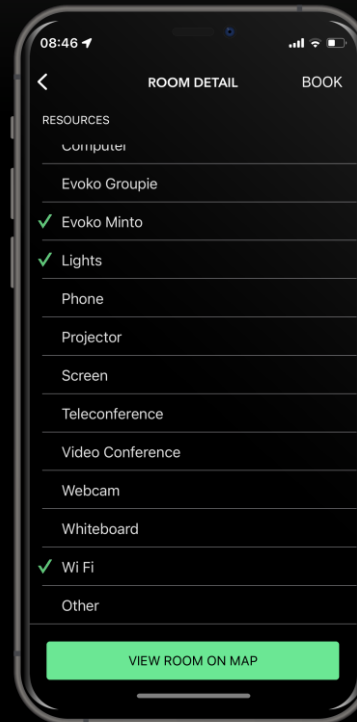 08:46
ROOM DETAIL
BOOK
RESOURCES
Computer
Evoko Groupie
Evoko Minto
Lights
Phone
Projector
Screen
Teleconference
Video Conference
Webcam
Whiteboard
Wi Fi
Other
VIEW ROOM ON MAP